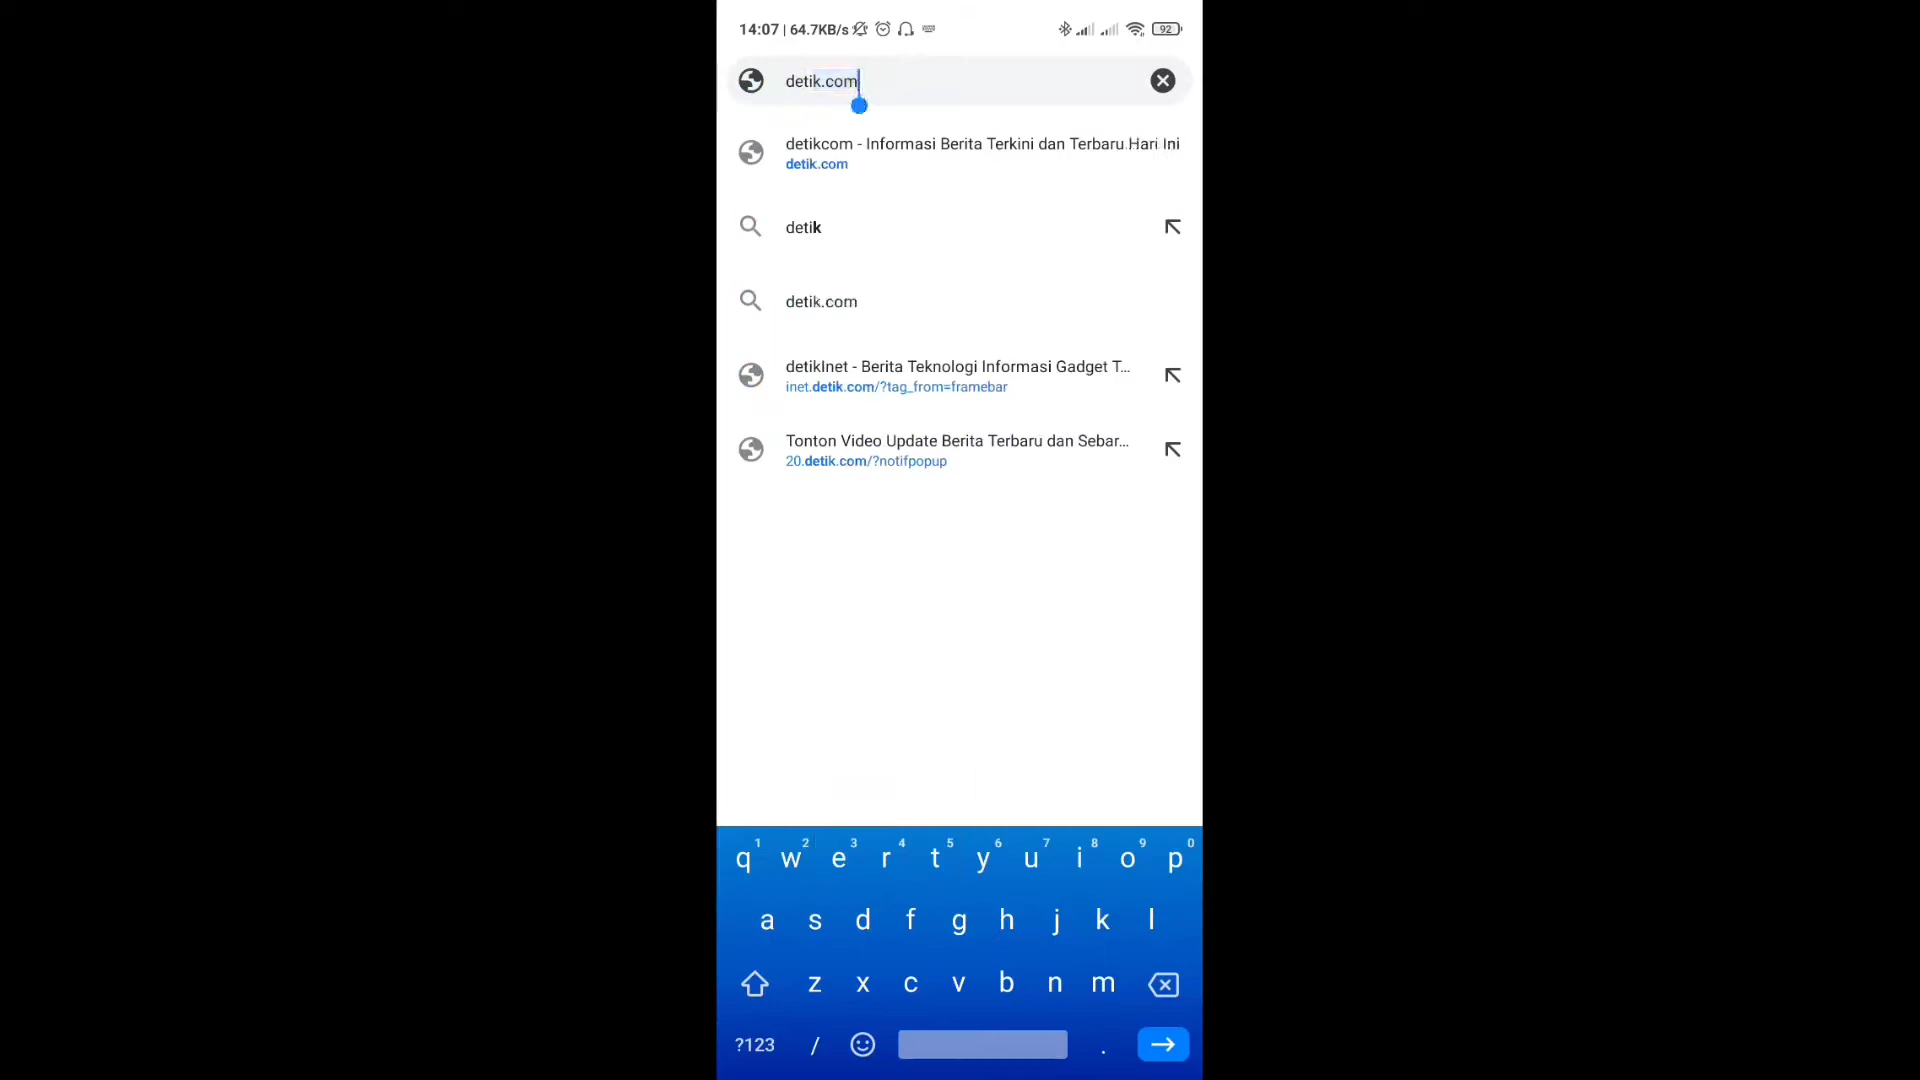 14:07 | 64.7KB/s 92
detik.com
detikcom - Informasi Berita Terkini dan Terbaru Hari Ini
detik.com
detik
detik.com
detikInet - Berita Teknologi Informasi Gadget T...
inet.detik.com/?tag_from=framebar
Tonton Video Update Berita Terbaru dan Sebar...
20.detik.com/?notifpopup
1 2 3 4 5 6 7 8 9 0
q w e r t y u i o p
a s d f g h j k l
z x c v b n m
?123 / .